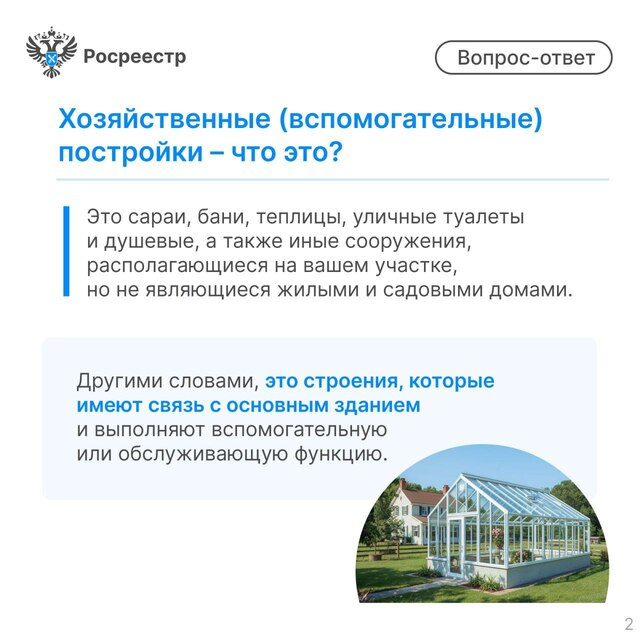 Росреестр
Вопрос-ответ
Хозяйственные (вспомогательные)
постройки – что это?
Это сараи, бани, теплицы, уличные туалеты
и душевые, а также иные сооружения,
располагающиеся на вашем участке,
но не являющиеся жилыми и садовыми домами.
Другими словами, это строения, которые
имеют связь с основным зданием
и выполняют вспомогательную
или обслуживающую функцию.
2